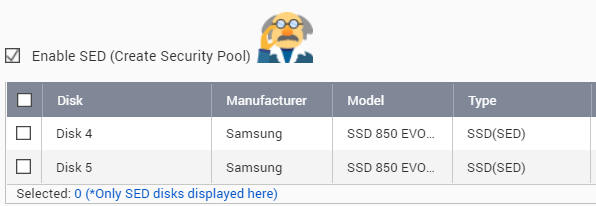 Enable SED (Create Security Pool)
Disk Manufacturer Model Type
Disk 4 Samsung SSD 850 EVO... SSD(SED)
Disk 5 Samsung SSD 850 EVO... SSD(SED)
Selected: 0 (*Only SED disks displayed here)